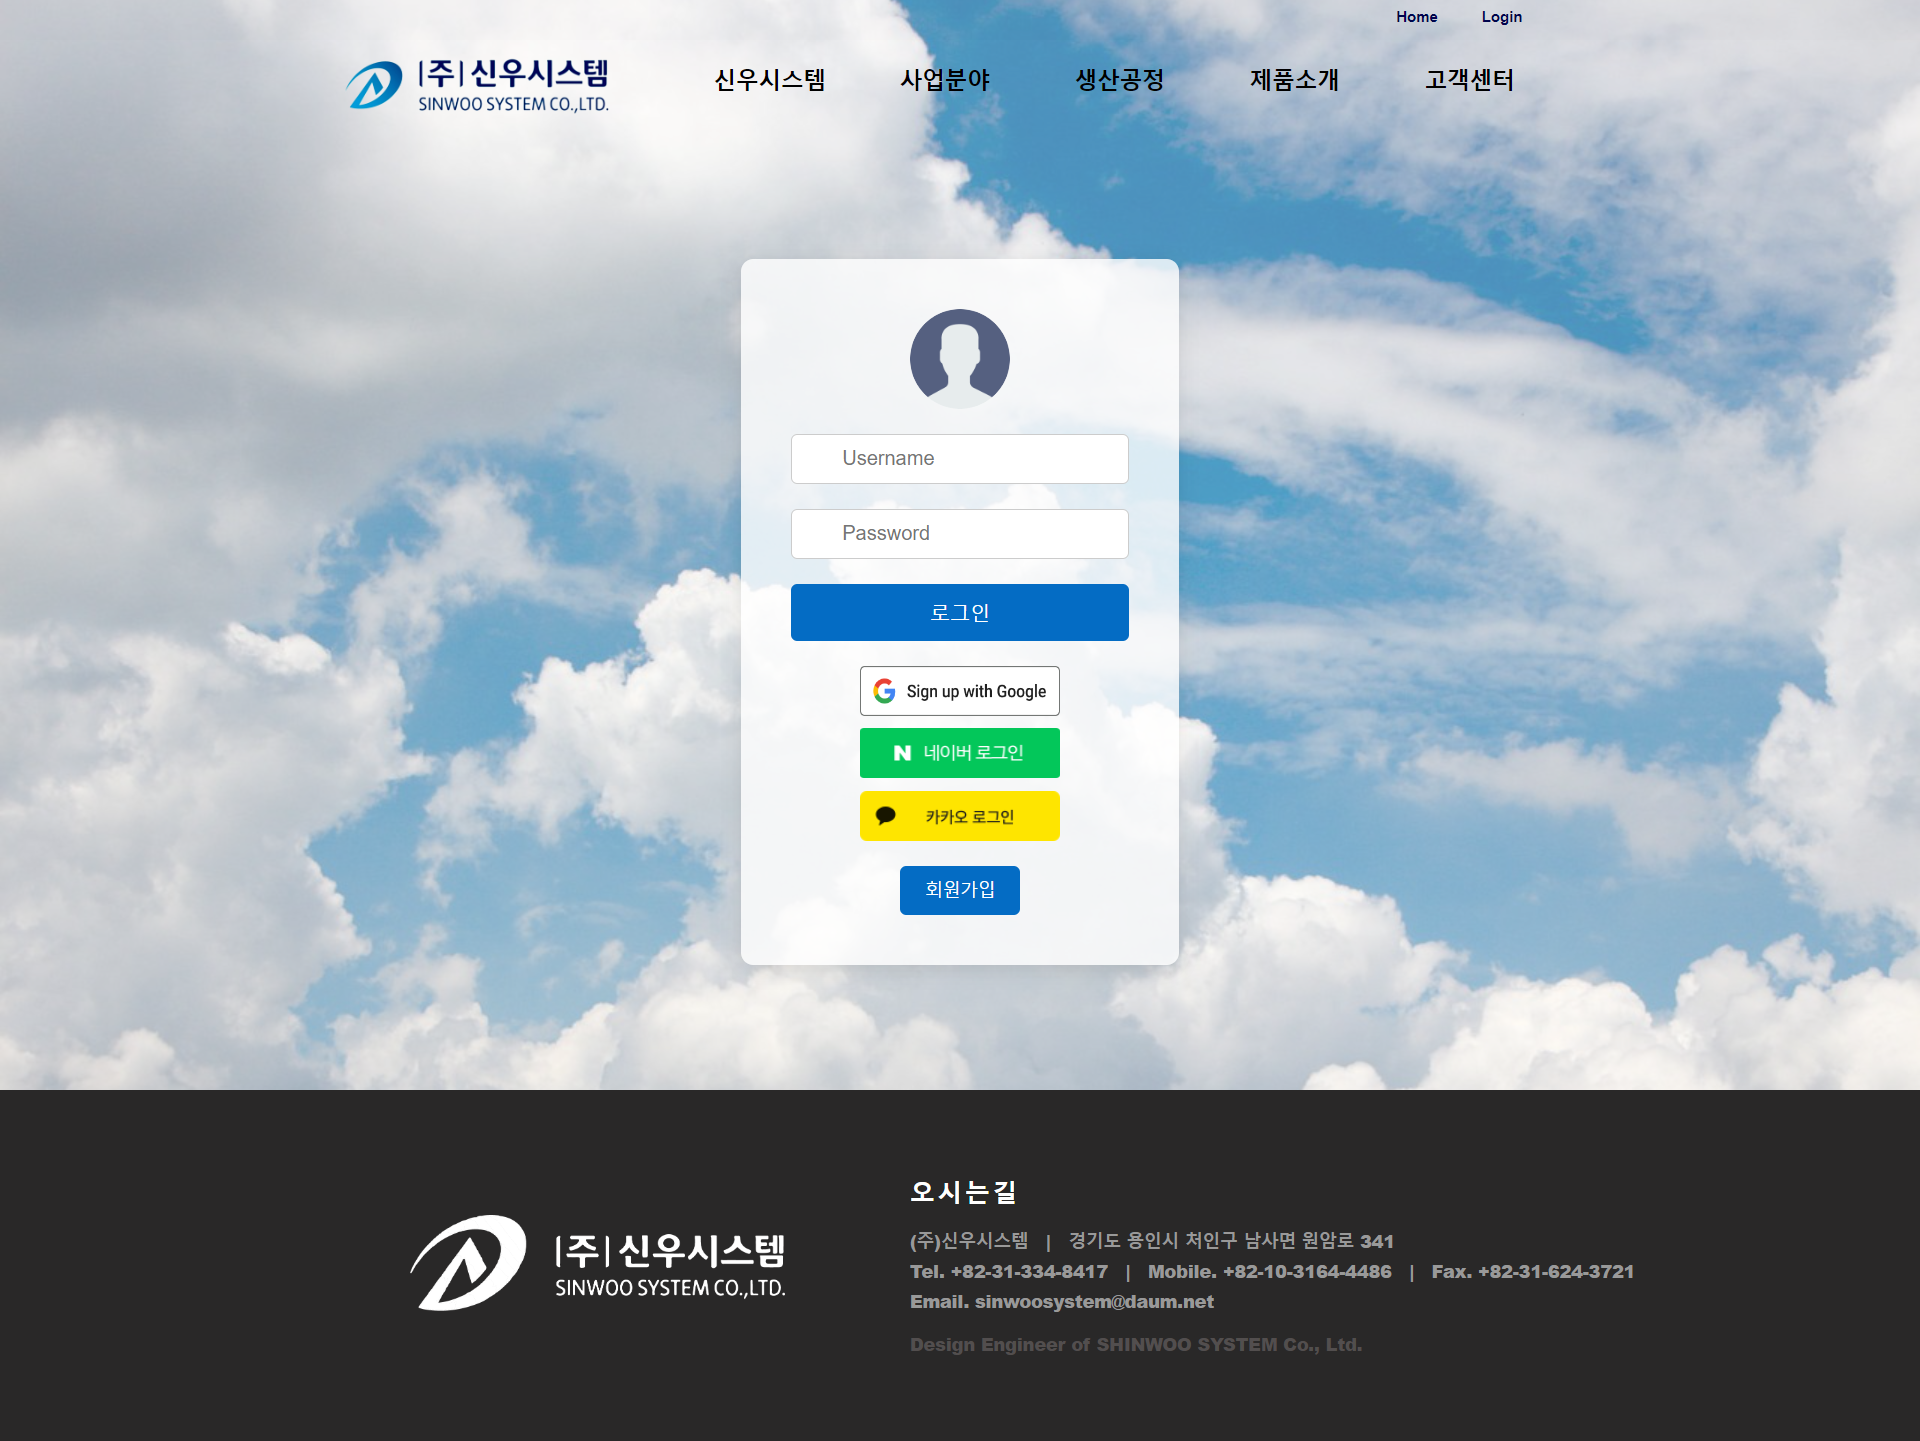 Home Login
|주| 신우시스템
SINWOO SYSTEM CO.,LTD.
신우시스템 사업분야 생산공정 제품소개 고객센터
Username
Password
로그인
Sign up with Google
네이버 로그인
카카오 로그인
회원가입
|주| 신우시스템
SINWOO SYSTEM CO.,LTD.
오시는길
(주)신우시스템 | 경기도 용인시 처인구 남사면 원암로 341
Tel. +82-31-334-8417 | Mobile. +82-10-3164-4486 | Fax. +82-31-624-3721
Email. sinwoosystem@daum.net
Design Engineer of SHINWOO SYSTEM Co., Ltd.